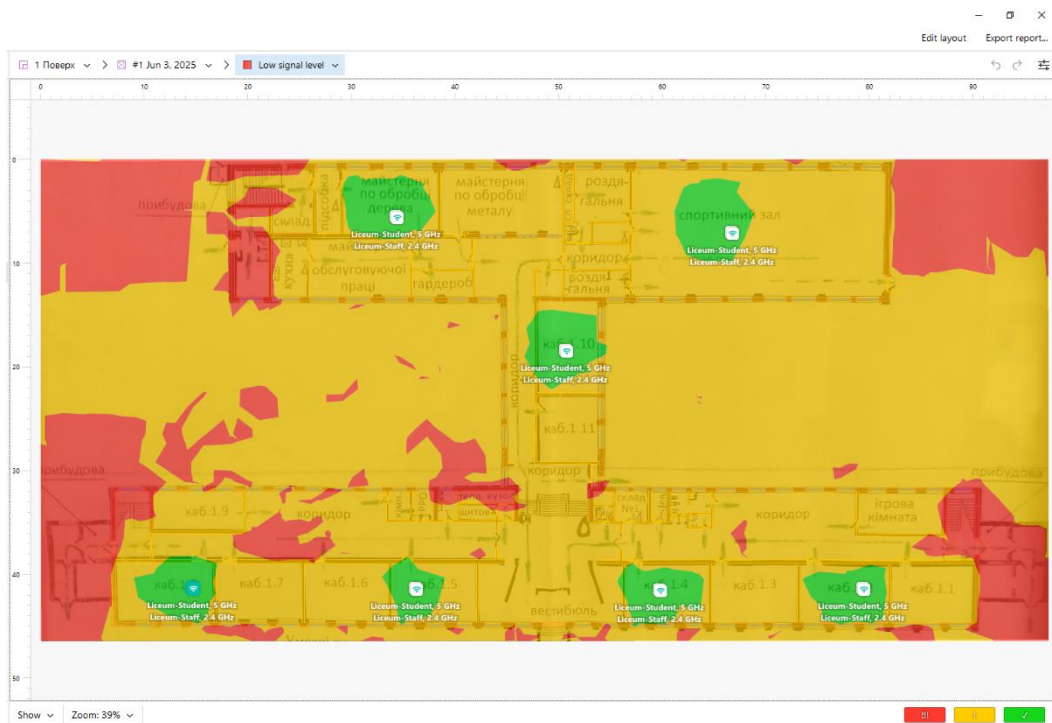 Edit layout Export report...
1 Поверх > #1 Jun 3, 2025 > Low signal level
0 10 20 30 40 50 60 70 80 90
0
майстерня
по обробці
дерева
майстерня
по обробці
металу
підсобка
склад
розда-
гальня
спортивний зал
прибудова
Liceum-Student, 5 GHz
Liceum-Staff, 2.4 GHz
Liceum-Student, 5 GHz
Liceum-Staff, 2.4 GHz
10
кухня
обслуговуючої
праці
гардероб
коридор
роздя-
гальня
каб.1.10
Liceum-Student, 5 GHz
Liceum-Staff, 2.4 GHz
20
коридор
каб.1.11
30
коридор
прибудова
прибудова
каб.1.9
коридор
тепл. вузол
щитова
склад
№1
коридор
ігрова
кімната
40
каб.1.7
каб.1.6
вестибюль
каб.1.3
каб.1.1
Liceum-Student, 5 GHz
Liceum-Staff, 2.4 GHz
Liceum-Student, 5 GHz
Liceum-Staff, 2.4 GHz
Liceum-Student, 5 GHz
Liceum-Staff, 2.4 GHz
Liceum-Student, 5 GHz
Liceum-Staff, 2.4 GHz
50
Show Zoom: 39%